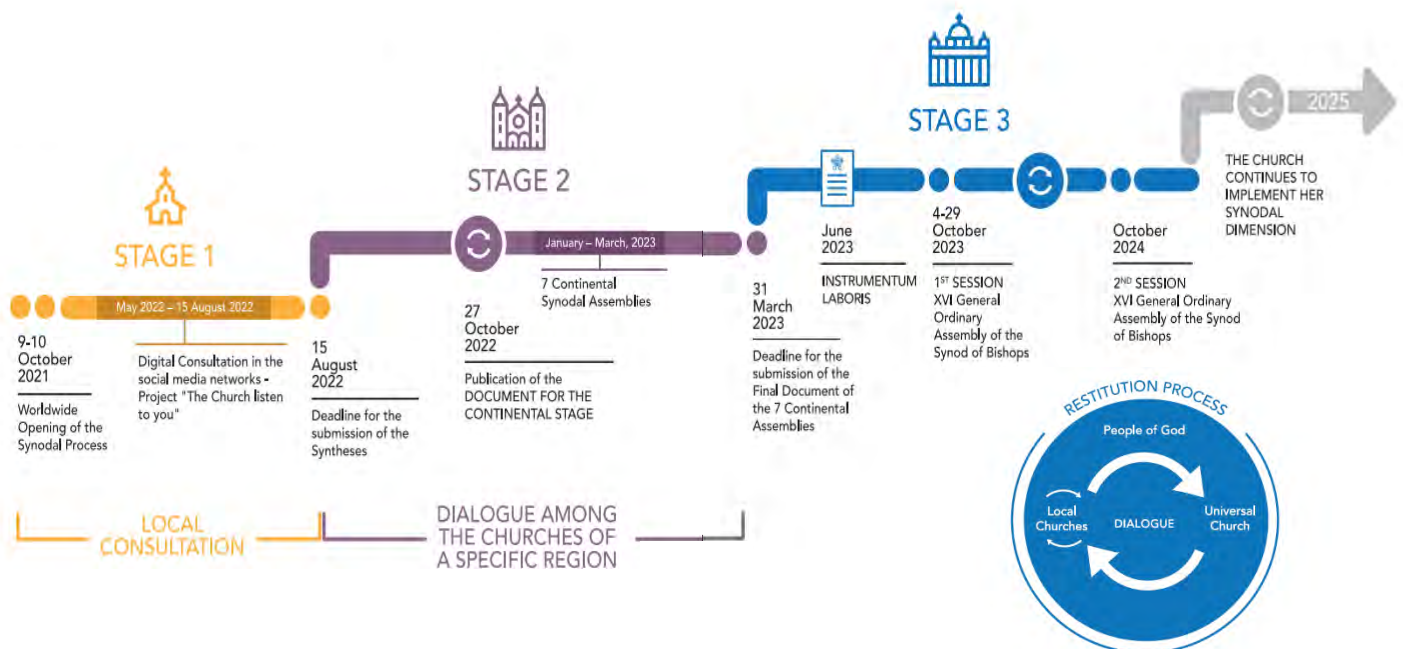 STAGE 1
May 2022 – 15 August 2022
9-10
October
2021
Worldwide
Opening of the
Synodal Process
Digital Consultation in the
social media networks -
Project "The Church listen
to you"
15
August
2022
Deadline for the
submission of the
Syntheses
LOCAL
CONSULTATION
STAGE 2
January – March, 2023
7 Continental
Synodal Assemblies
27
October
2022
Publication of the
DOCUMENT FOR THE
CONTINENTAL STAGE
DIALOGUE AMONG
THE CHURCHES OF
A SPECIFIC REGION
STAGE 3
31
March
2023
Deadline for the
submission of the
Final Document of
the 7 Continental
Assemblies
June
2023
INSTRUMENTUM
LABORIS
4-29
October
2023
1ST SESSION
XVI General
Ordinary
Assembly of the
Synod of Bishops
October
2024
2ND SESSION
XVI General Ordinary
Assembly of the Synod
of Bishops
2025
THE CHURCH
CONTINUES TO
IMPLEMENT HER
SYNODAL
DIMENSION
RESTITUTION PROCESS
People of God
Local
Churches
DIALOGUE
Universal
Church